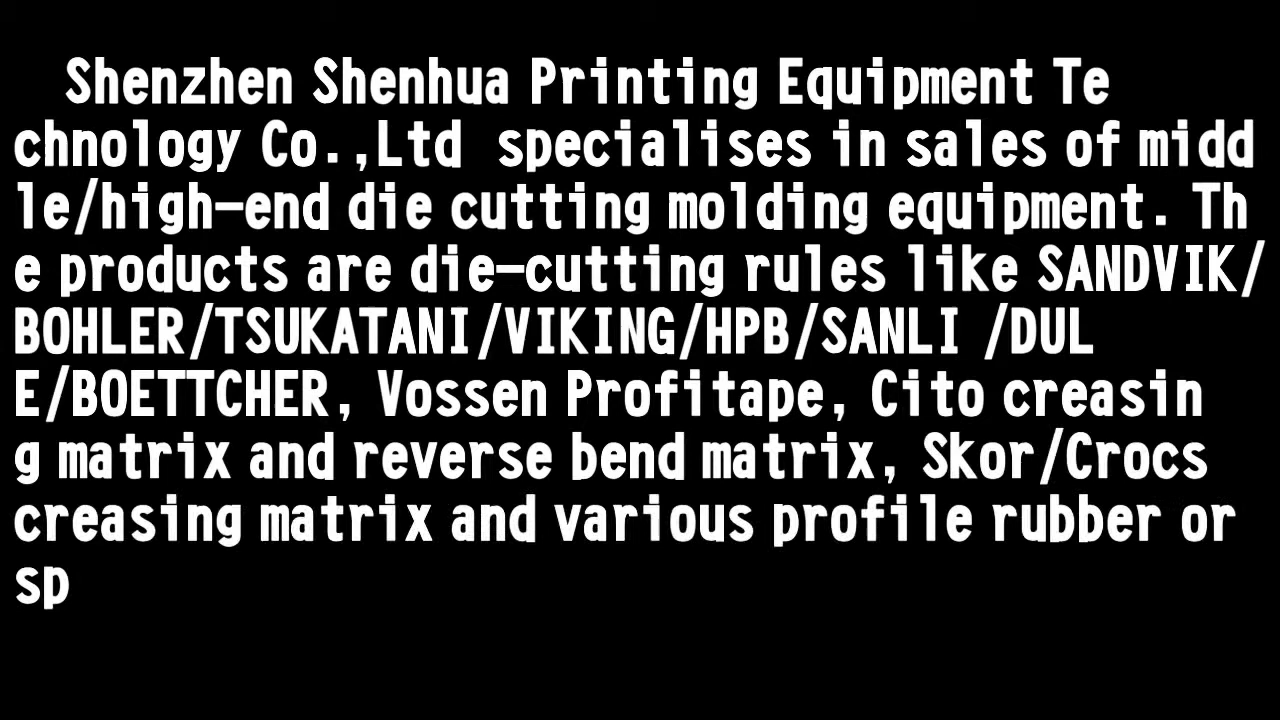 Shenzhen Shenhua Printing Equipment Te
chnology Co.,Ltd specialises in sales of midd
le/high-end die cutting molding equipment. Th
e products are die-cutting rules like SANDVIK/
BOHLER/TSUKATANI/VIKING/HPB/SANLI /DUL
E/BOETTCHER, Vossen Profitape, Cito creasin
g matrix and reverse bend matrix, Skor/Crocs
creasing matrix and various profile rubber or
sp